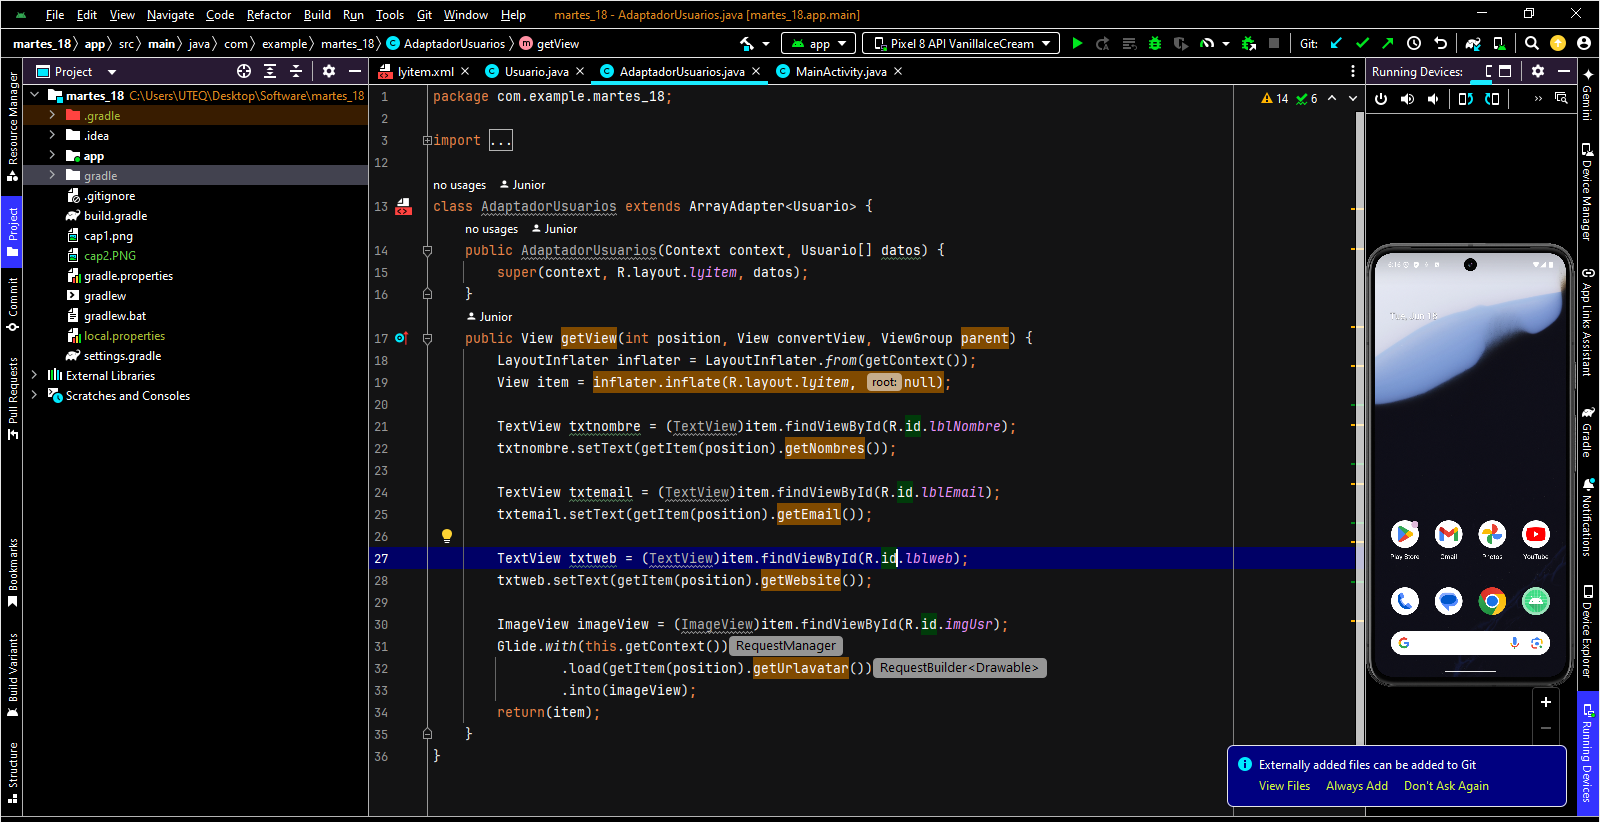 File Edit View Navigate Code Refactor Build Run Tools Git Window Help martes_18 - AdaptadorUsuarios.java [martes_18.app.main]
martes_18 app src main java com example martes_18 AdaptadorUsuarios getView app Pixel 8 API VanillaIceCream Git:
Project
lyitem.xml Usuario.java AdaptadorUsuarios.java MainActivity.java
Running Devices:
Resource Manager
Project
Commit
Pull Requests
Bookmarks
Build Variants
Structure
martes_18 C:\Users\UTEQ\Desktop\Software\martes_18
.gradle
.idea
app
gradle
.gitignore
build.gradle
cap1.png
cap2.PNG
gradle.properties
gradlew
gradlew.bat
local.properties
settings.gradle
External Libraries
Scratches and Consoles
14 6
1 package com.example.martes_18;
2
3 import ...
12
no usages Junior
13 class AdaptadorUsuarios extends ArrayAdapter<Usuario> {
no usages Junior
14 public AdaptadorUsuarios(Context context, Usuario[] datos) {
15 super(context, R.layout.lyitem, datos);
16 }
Junior
17 public View getView(int position, View convertView, ViewGroup parent) {
18 LayoutInflater inflater = LayoutInflater.from(getContext());
19 View item = inflater.inflate(R.layout.lyitem, root: null);
20
21 TextView txtnombre = (TextView)item.findViewById(R.id.lblNombre);
22 txtnombre.setText(getItem(position).getNombres());
23
24 TextView txtemail = (TextView)item.findViewById(R.id.lblEmail);
25 txtemail.setText(getItem(position).getEmail());
26
27 TextView txtweb = (TextView)item.findViewById(R.id.lblweb);
28 txtweb.setText(getItem(position).getWebsite());
29
30 ImageView imageView = (ImageView)item.findViewById(R.id.imgUsr);
31 Glide.with(this.getContext()) RequestManager
32 .load(getItem(position).getUrlavatar()) RequestBuilder<Drawable>
33 .into(imageView);
34 return(item);
35 }
36 }
Tue, Jun 18
Play Store Gmail Photos YouTube
Externally added files can be added to Git
View Files Always Add Don't Ask Again
Gemini
Device Manager
App Links Assistant
Gradle
Notifications
Device Explorer
Running Devices